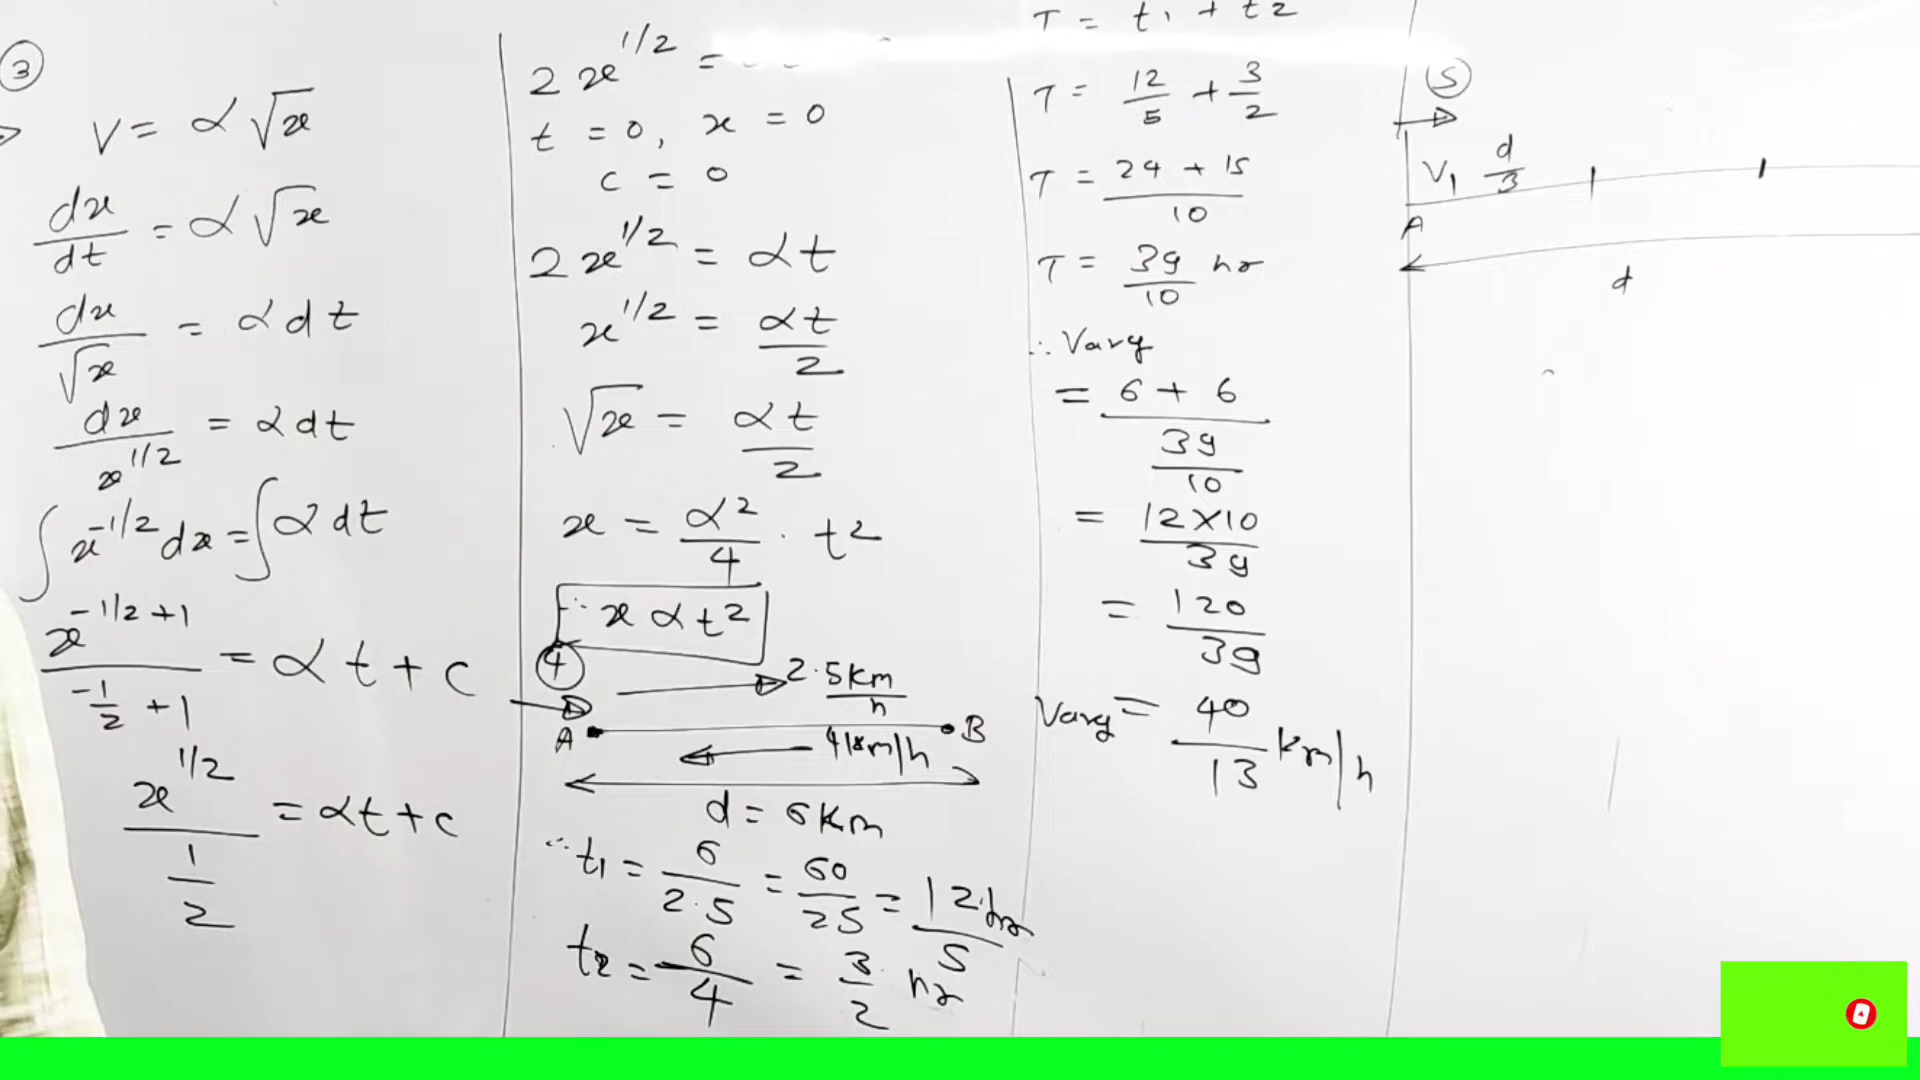 ③
V = α √x
dx/dt = α √x
dx/√x = α dt
dx/x^1/2 = α dt
∫ x^-1/2 dx = ∫ α dt
x^-1/2+1 / -1/2+1 = α t + c
x^1/2 / 1/2 = αt + c
2 x^1/2 =
t = 0, x = 0
c = 0
2 x^1/2 = αt
x^1/2 = αt/2
√x = αt/2
x = α²/4 · t²
∴ x α t²
④
2.5 km/h
A B
4 km/h
d = 6 km
∴ t1 = 6/2.5 = 60/25 = 12/5 hr
t2 = 6/4 = 3/2 hr
T = t1 + t2
T = 12/5 + 3/2
T = 24 + 15/10
T = 39/10 hr
∴ Vavg
= 6 + 6 / 39/10
= 12×10/39
= 120/39
Vavg = 40/13 km/h
⑤
V1 d/3
A
d